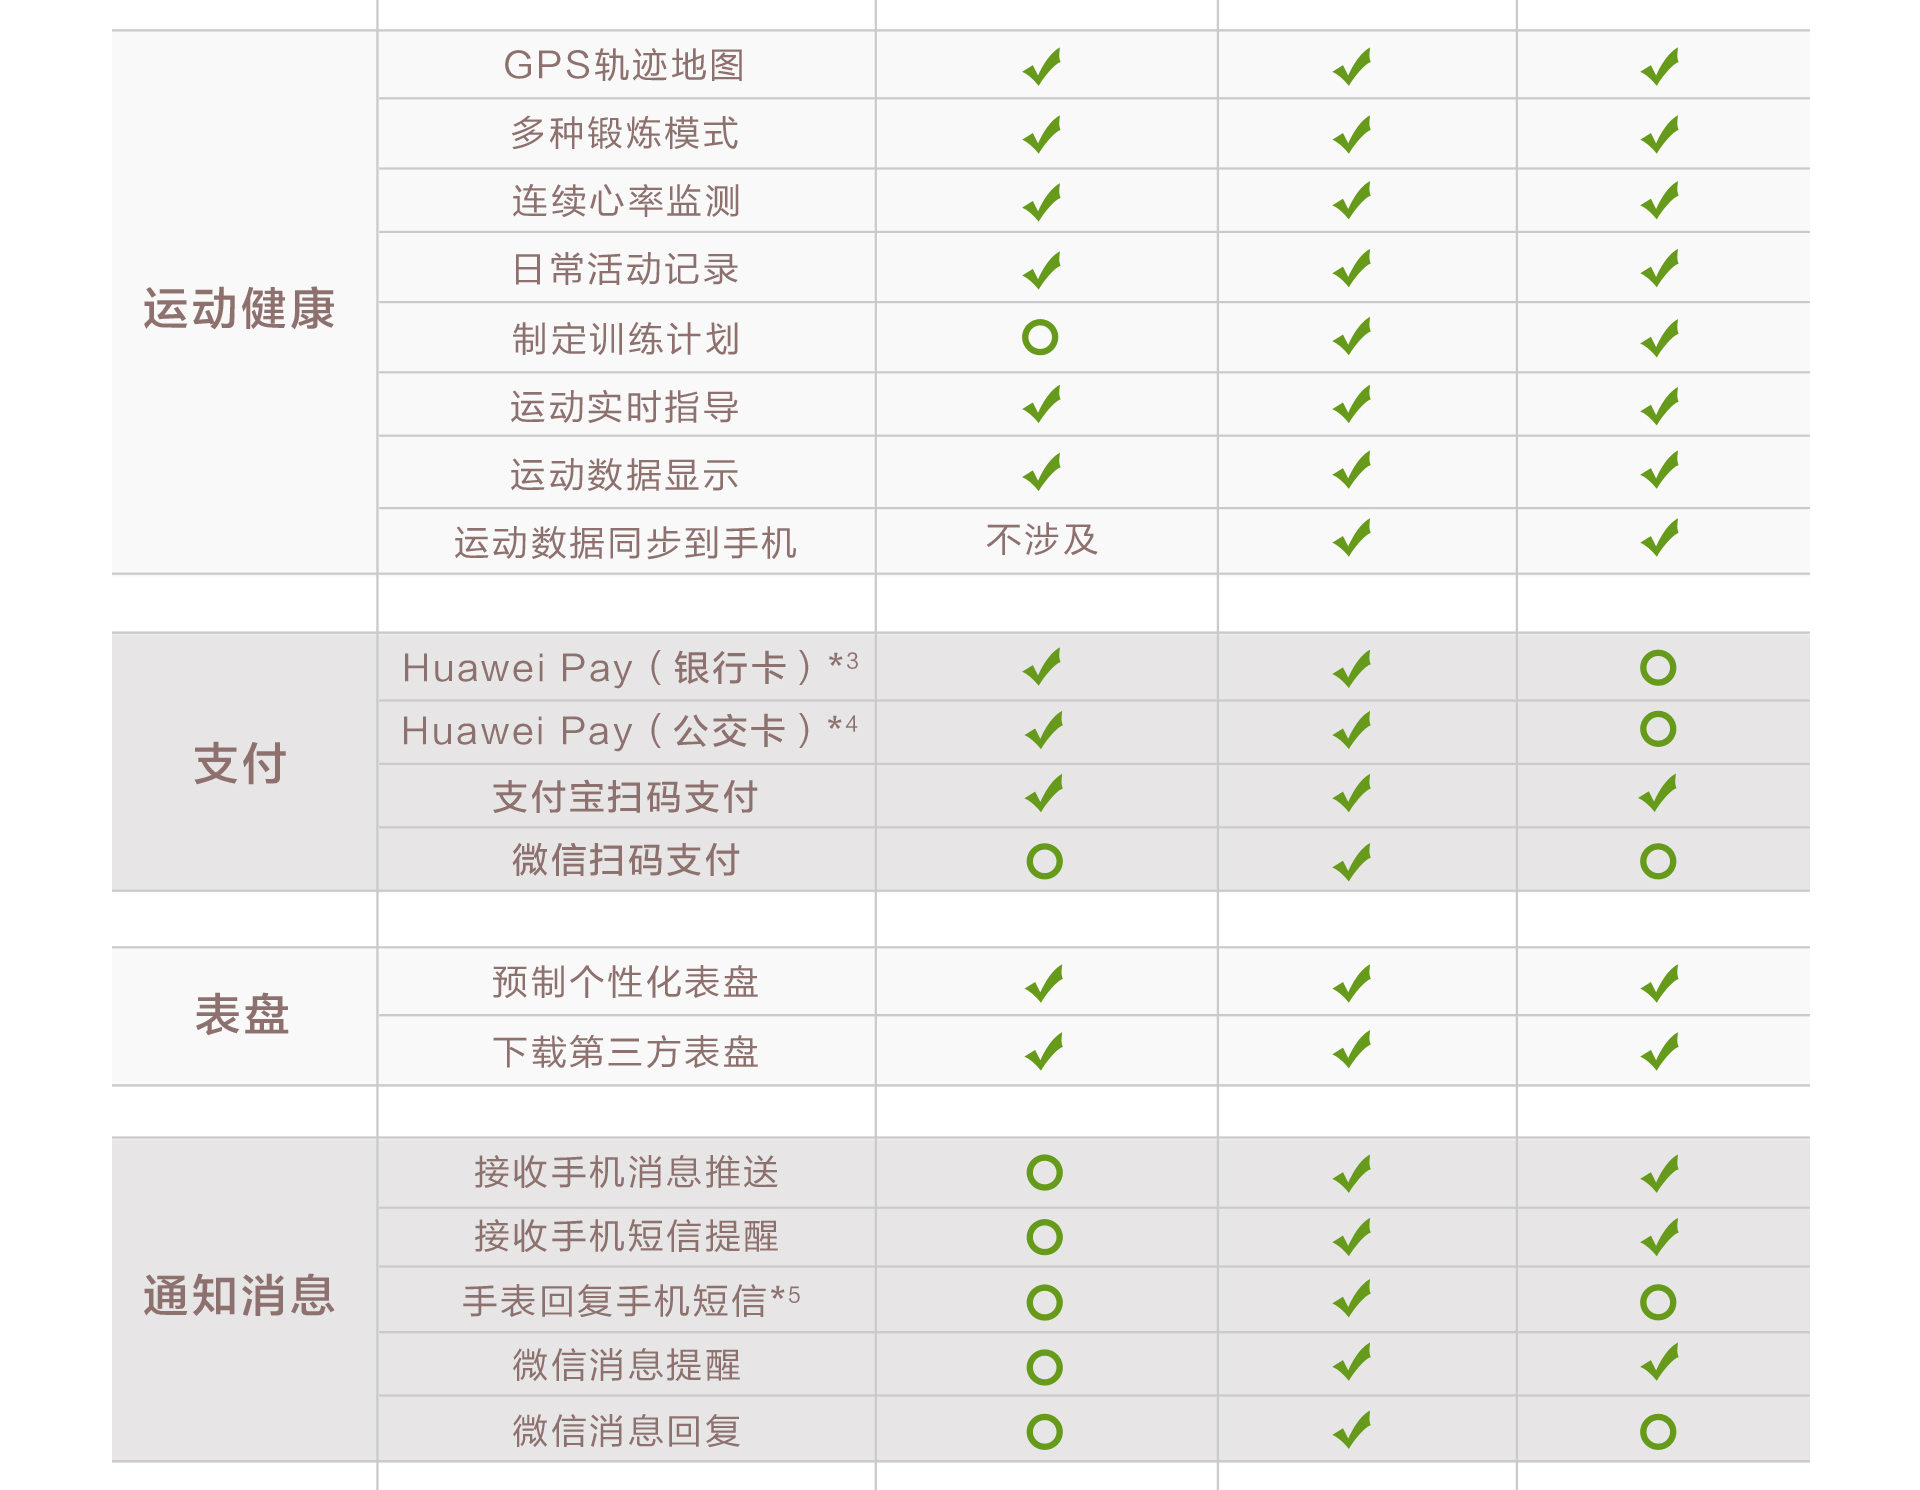 运动健康
GPS轨迹地图
多种锻炼模式
连续心率监测
日常活动记录
制定训练计划
运动实时指导
运动数据显示
运动数据同步到手机 不涉及
支付
Huawei Pay（银行卡）*3
Huawei Pay（公交卡）*4
支付宝扫码支付
微信扫码支付
表盘
预制个性化表盘
下载第三方表盘
通知消息
接收手机消息推送
接收手机短信提醒
手表回复手机短信*5
微信消息提醒
微信消息回复